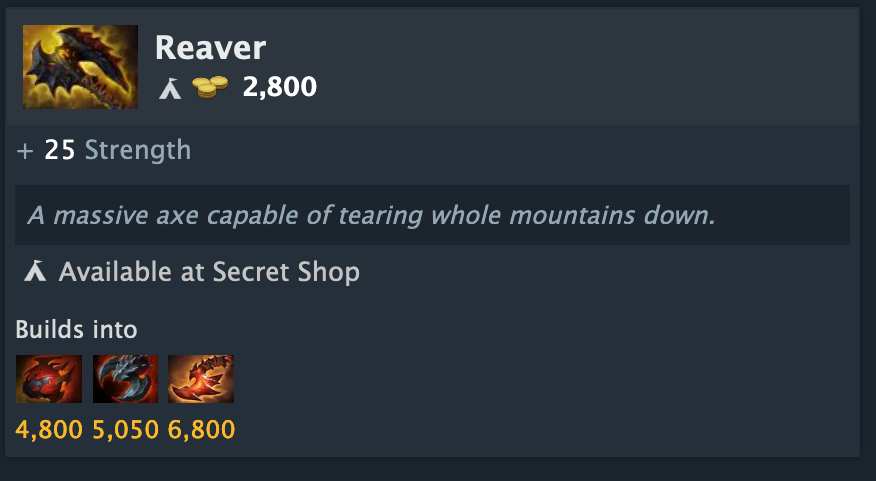 Reaver
2,800
+ 25 Strength
A massive axe capable of tearing whole mountains down.
Available at Secret Shop
Builds into
4,800 5,050 6,800